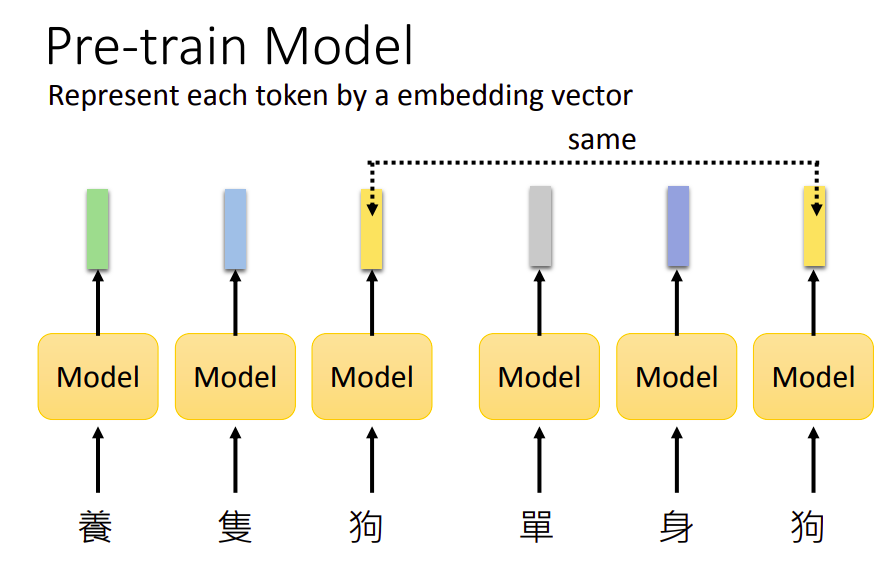 Pre-train Model
Represent each token by a embedding vector
same
Model Model Model Model Model Model
養 隻 狗 單 身 狗